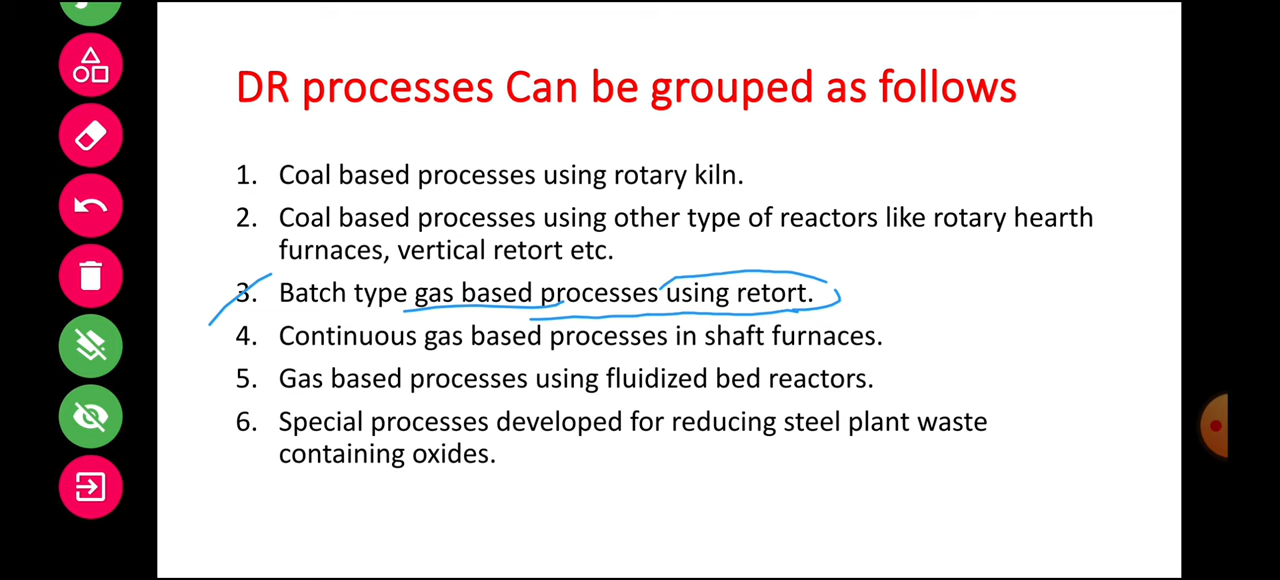 DR processes Can be grouped as follows
1. Coal based processes using rotary kiln.
2. Coal based processes using other type of reactors like rotary hearth
furnaces, vertical retort etc.
3. Batch type gas based processes using retort.
4. Continuous gas based processes in shaft furnaces.
5. Gas based processes using fluidized bed reactors.
6. Special processes developed for reducing steel plant waste
containing oxides.